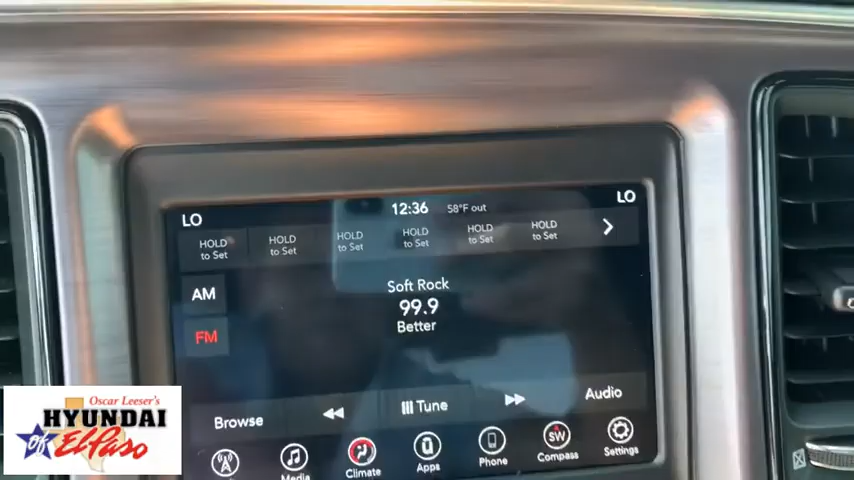 LO 12:36 58°F out LO
HOLD to Set HOLD to Set HOLD to Set HOLD to Set HOLD to Set HOLD to Set
AM
Soft Rock
99.9
Better
FM
Browse Tune Audio
Media Climate Apps Phone SW Compass Settings
Oscar Leeser's
HYUNDAI
of El Paso